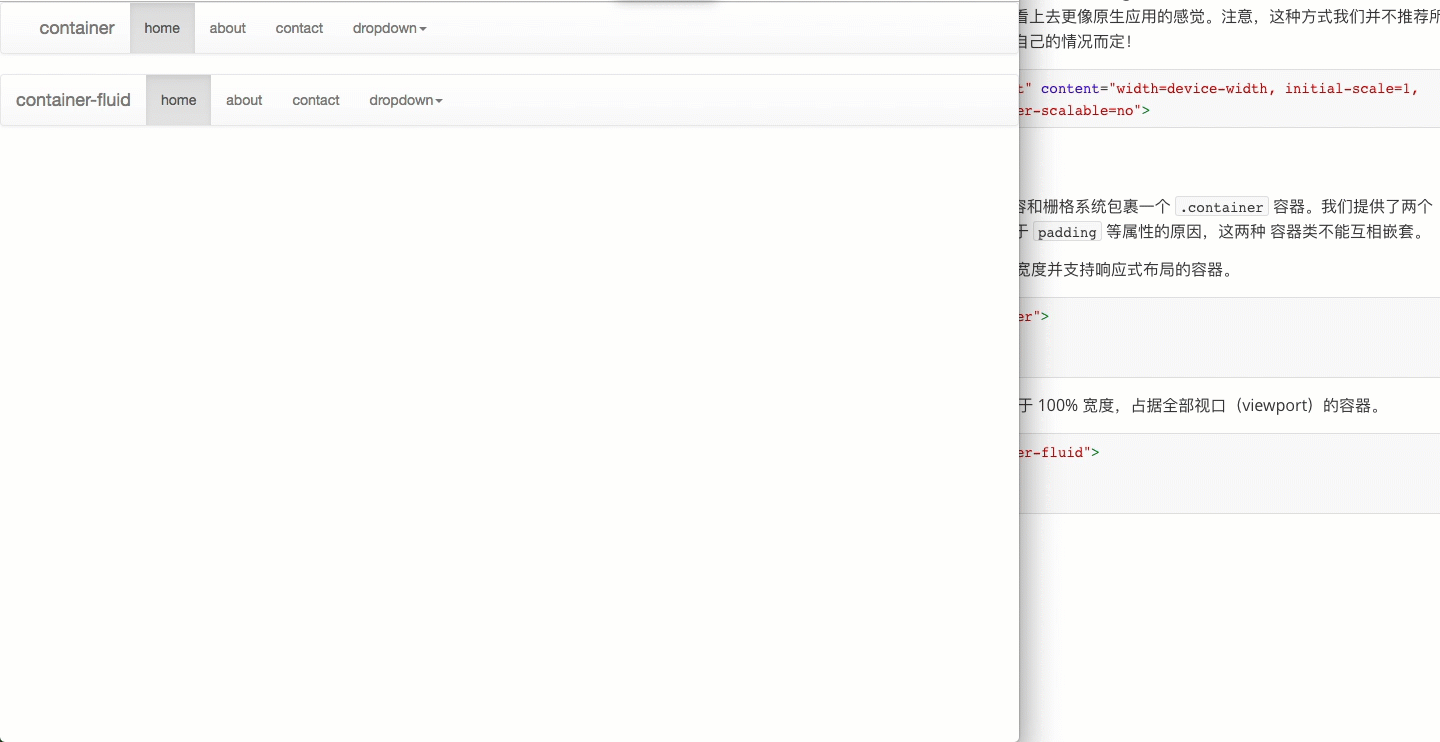 container home about contact dropdown
container-fluid home about contact dropdown
看上去更像原生应用的感觉。注意，这种方式我们并不推荐所
自己的情况而定！
t" content="width=device-width, initial-scale=1,
er-scalable=no">
容和栅格系统包裹一个 .container 容器。我们提供了两个
于 padding 等属性的原因，这两种 容器类不能互相嵌套。
宽度并支持响应式布局的容器。
er">
于 100% 宽度，占据全部视口（viewport）的容器。
er-fluid">